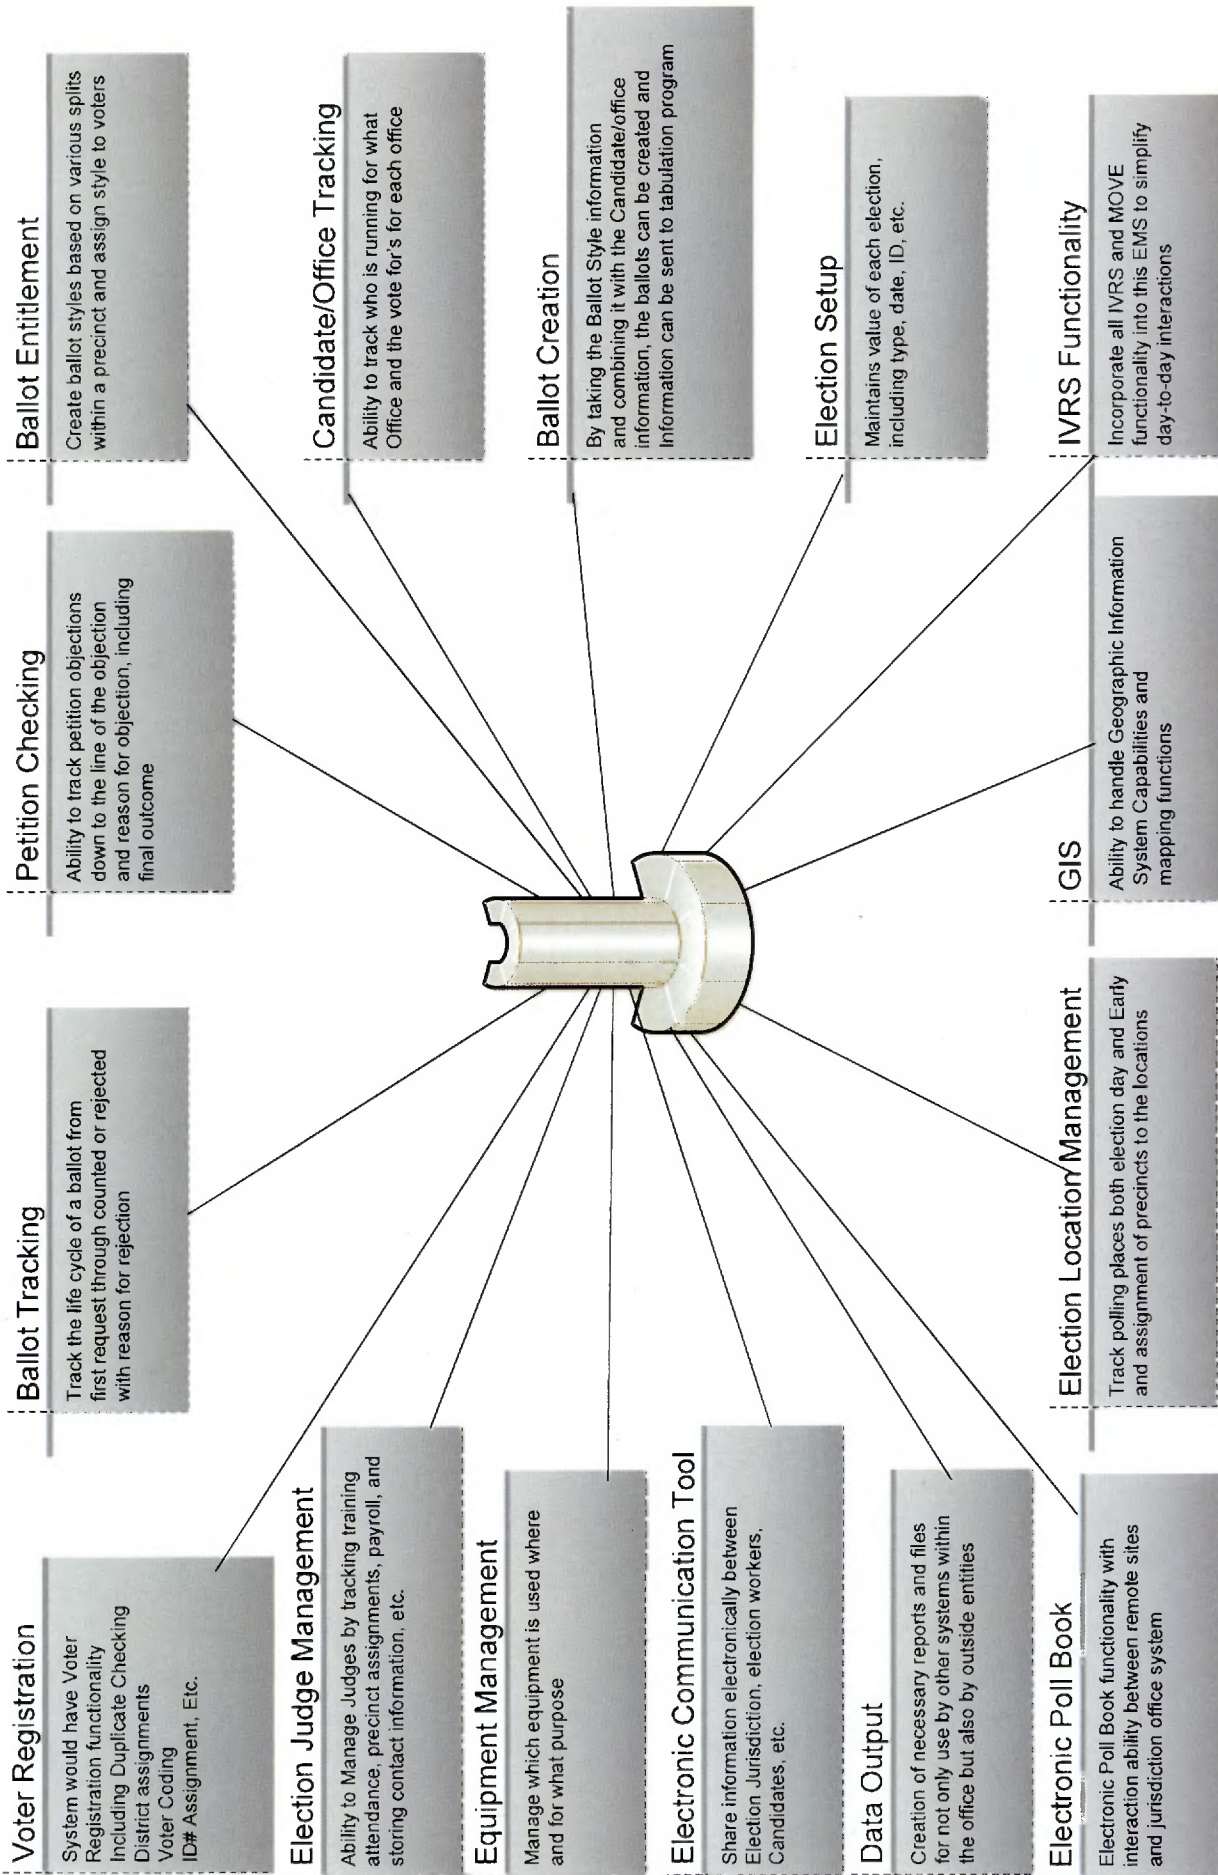 Voter Registration
System would have Voter
Registration functionality
Including Duplicate Checking
District assignments
Voter Coding
ID# Assignment, Etc.
Ballot Tracking
Track the life cycle of a ballot from
first request through counted or rejected
with reason for rejection
Petition Checking
Ability to track petition objections
down to the line of the objection
and reason for objection, including
final outcome
Ballot Entitlement
Create ballot styles based on various splits
within a precinct and assign style to voters
Election Judge Management
Ability to Manage Judges by tracking training
attendance, precinct assignments, payroll, and
storing contact information, etc.
Candidate/Office Tracking
Ability to track who is running for what
Office and the vote for's for each office
Equipment Management
Manage which equipment is used where
and for what purpose
Ballot Creation
By taking the Ballot Style information
and combining it with the Candidate/office
information, the ballots can be created and
Information can be sent to tabulation program
Electronic Communication Tool
Share information electronically between
Election Jurisdiction, election workers,
Candidates, etc.
Election Setup
Maintains value of each election,
including type, date, ID, etc.
Data Output
Creation of necessary reports and files
for not only use by other systems within
the office but also by outside entities
Electronic Poll Book
Electronic Poll Book functionality with
interaction ability between remote sites
and jurisdiction office system
Election Location Management
Track polling places both election day and Early
and assignment of precincts to the locations
GIS
Ability to handle Geographic Information
System Capabilities and
mapping functions
IVRS Functionality
Incorporate all IVRS and MOVE
functionality into this EMS to simplify
day-to-day interactions